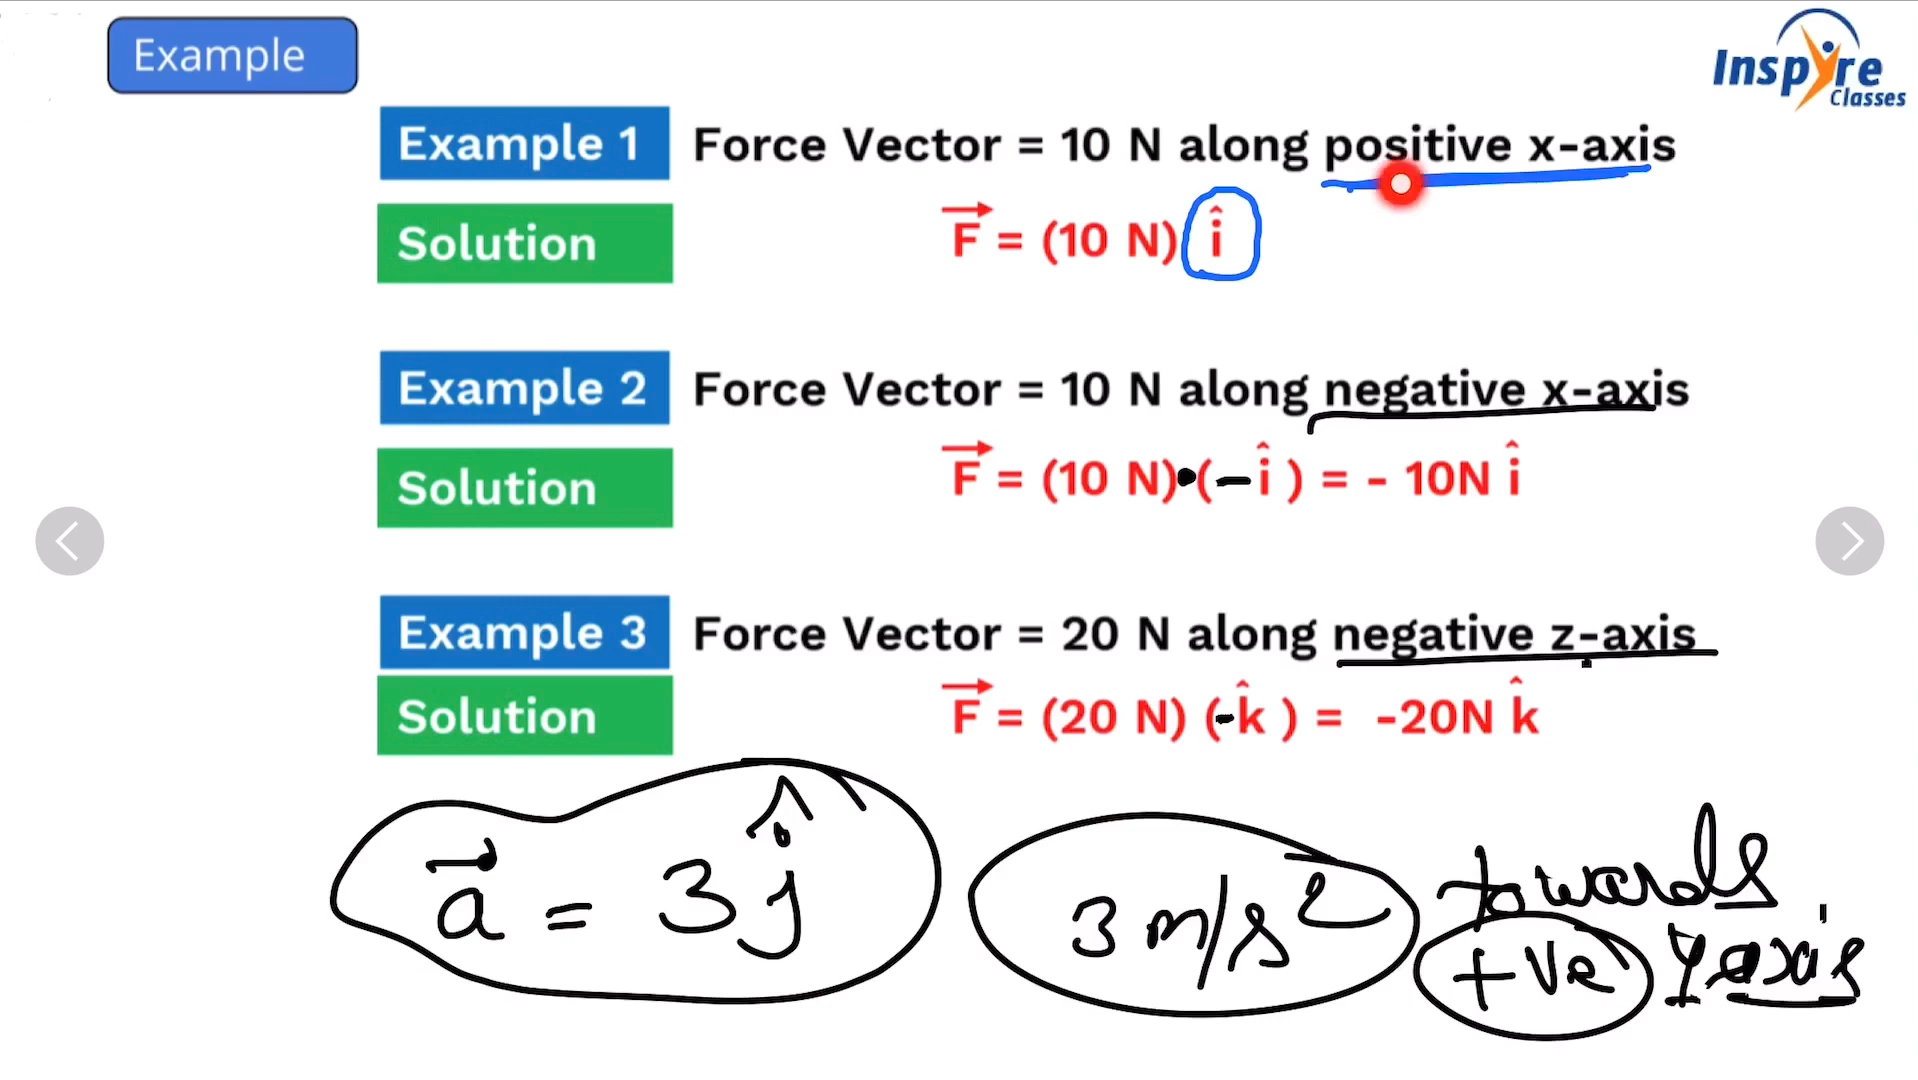 Example
Inspyre
Classes
Example 1 Force Vector = 10 N along positive x-axis
Solution F⃗ = (10 N) î
Example 2 Force Vector = 10 N along negative x-axis
Solution F⃗ = (10 N)•(-î ) = - 10N î
Example 3 Force Vector = 20 N along negative z-axis
Solution F⃗ = (20 N) (-k̂ ) = -20N k̂
a⃗ = 3ĵ 3 m/s² towards
+ve Y axis